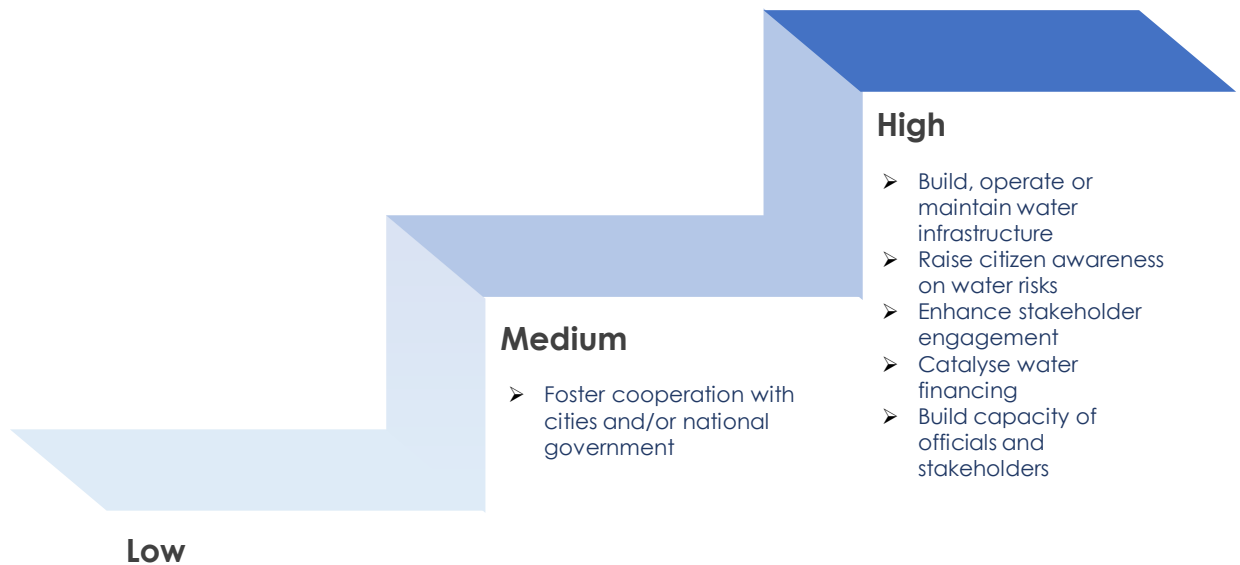 High
➢ Build, operate or
maintain water
infrastructure
➢ Raise citizen awareness
on water risks
➢ Enhance stakeholder
engagement
➢ Catalyse water
financing
➢ Build capacity of
officials and
stakeholders
Medium
➢ Foster cooperation with
cities and/or national
government
Low